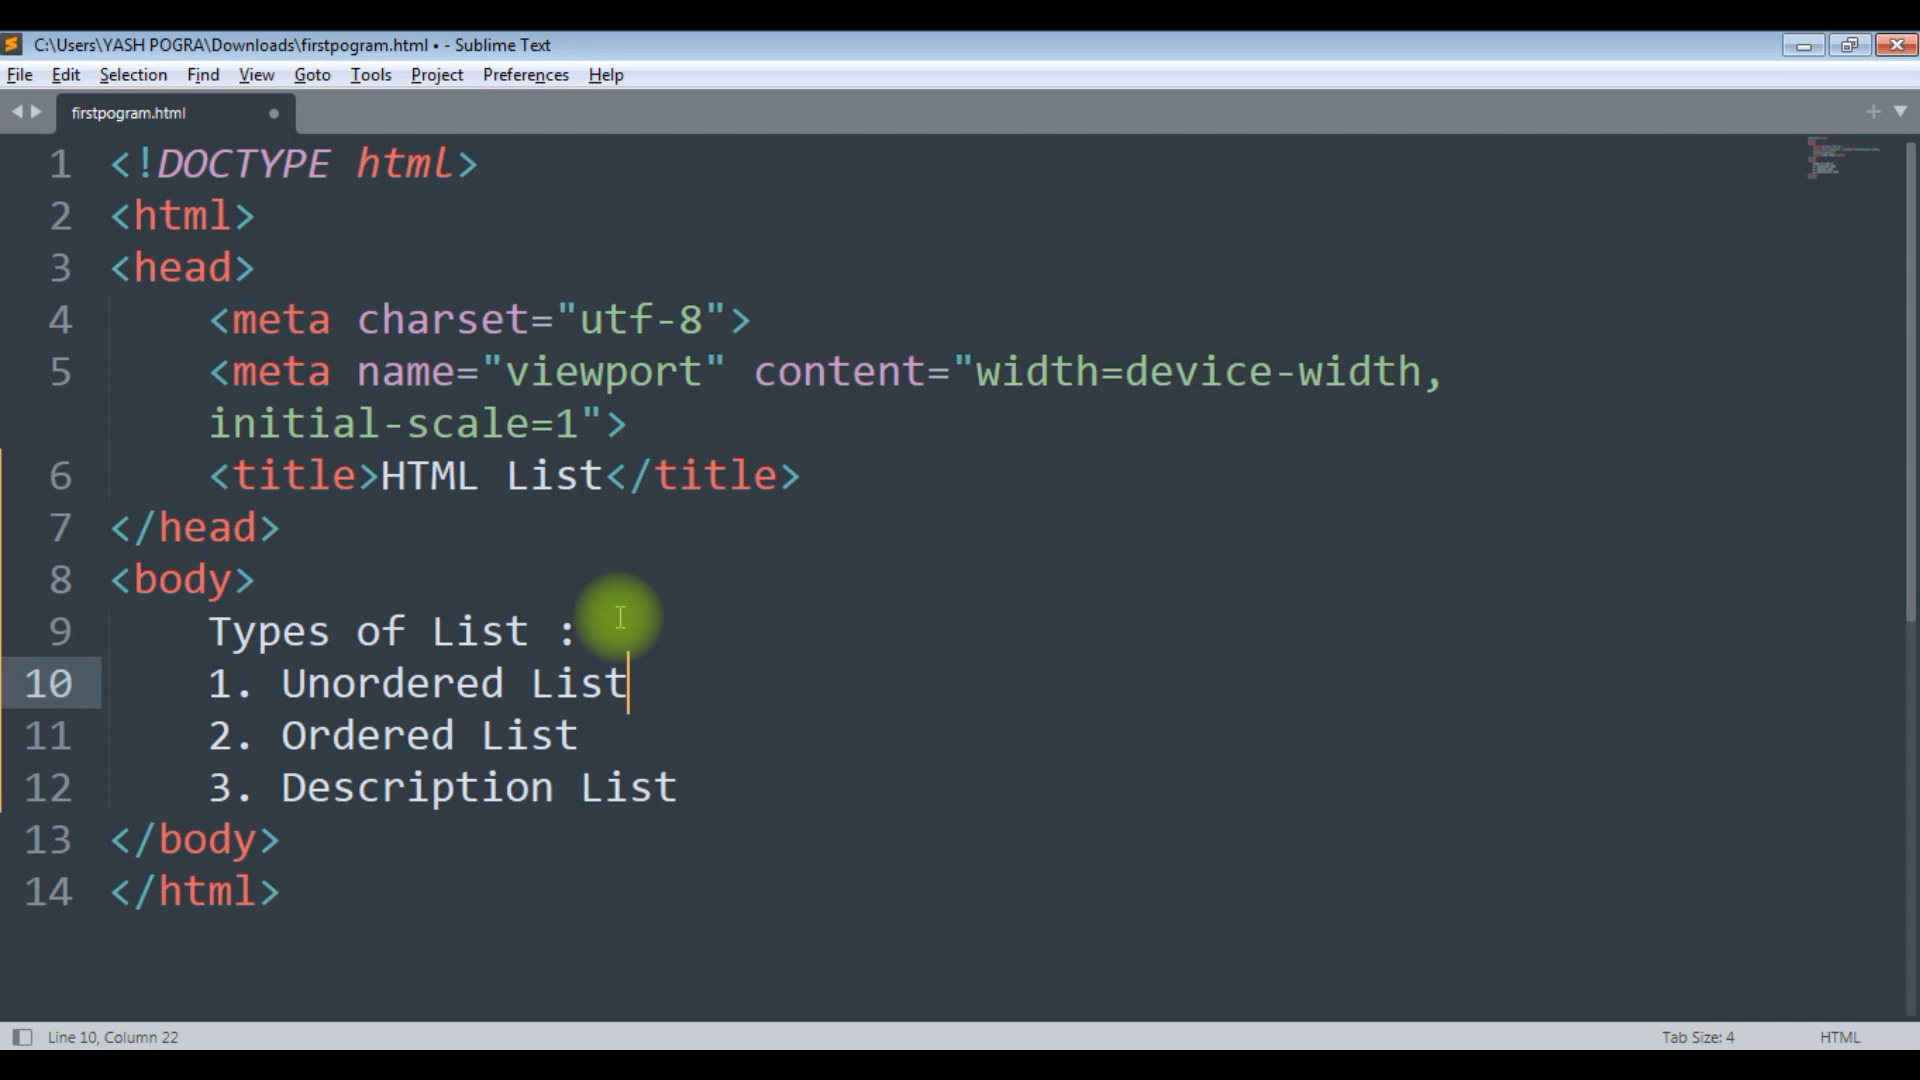 C:\Users\YASH POGRA\Downloads\firstpogram.html • - Sublime Text
File Edit Selection Find View Goto Tools Project Preferences Help
firstpogram.html
1 <!DOCTYPE html>
2 <html>
3 <head>
4 <meta charset="utf-8">
5 <meta name="viewport" content="width=device-width,
initial-scale=1">
6 <title>HTML List</title>
7 </head>
8 <body>
9 Types of List :
10 1. Unordered List
11 2. Ordered List
12 3. Description List
13 </body>
14 </html>
Line 10, Column 22 Tab Size: 4 HTML